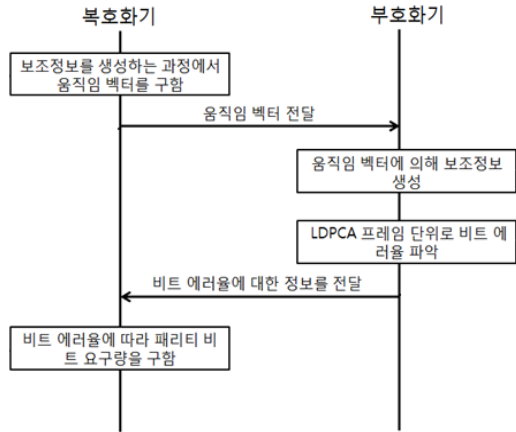 복호화기
부호화기
보조정보를 생성하는 과정에서
움직임 벡터를 구함
움직임 벡터 전달
움직임 벡터에 의해 보조정보
생성
LDPCA 프레임 단위로 비트 에
러율 파악
비트 에러율에 대한 정보를 전달
비트 에러율에 따라 패리티 비
트 요구량을 구함